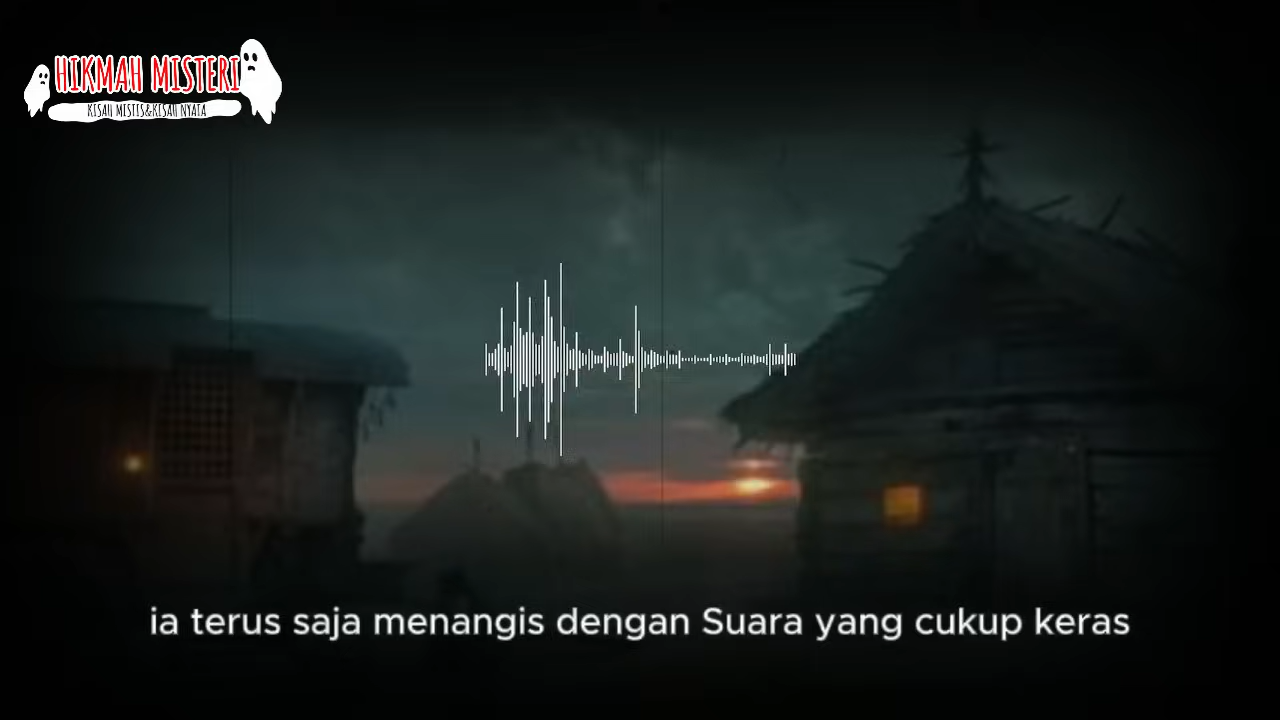 HIKMAH MISTERI
KISAH MISTIS&KISAH NYATA
ia terus saja menangis dengan Suara yang cukup keras